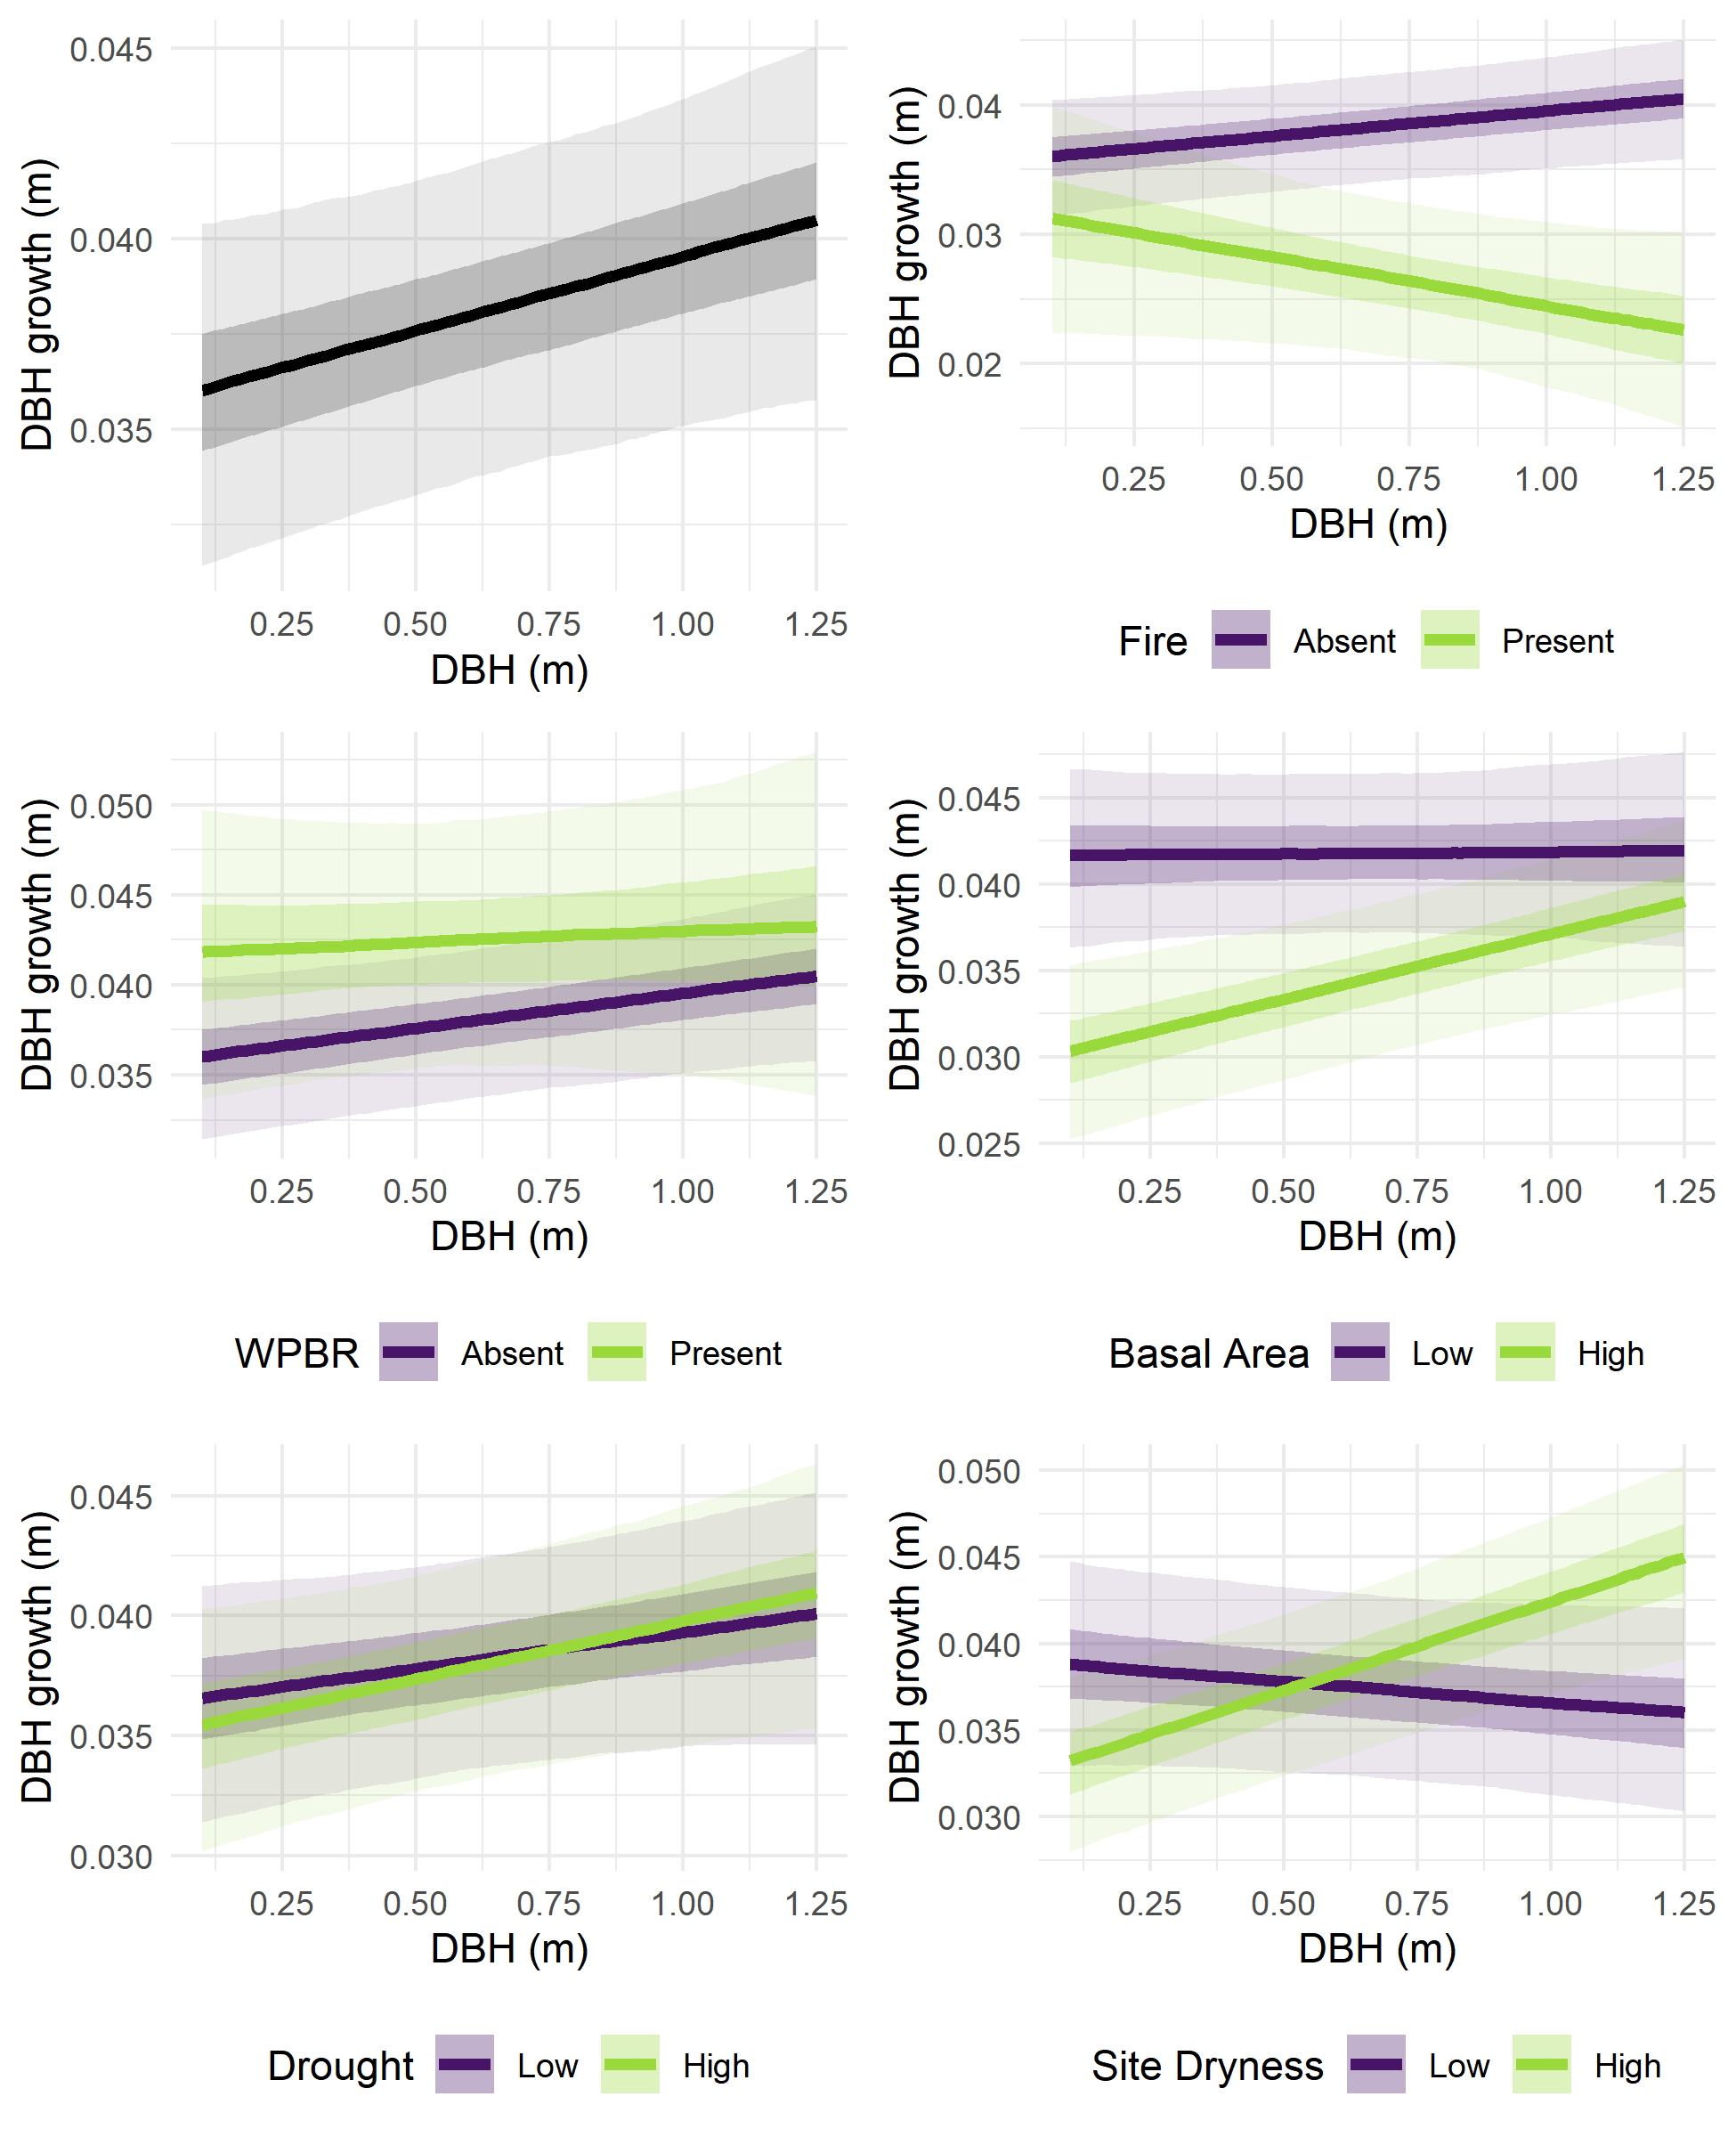 0.045
0.040
0.035
DBH growth (m)
0.25 0.50 0.75 1.00 1.25
DBH (m)
0.04
0.03
0.02
DBH growth (m)
0.25 0.50 0.75 1.00 1.25
DBH (m)
Fire Absent Present
0.050
0.045
0.040
0.035
DBH growth (m)
0.25 0.50 0.75 1.00 1.25
DBH (m)
WPBR Absent Present
0.045
0.040
0.035
0.030
0.025
DBH growth (m)
0.25 0.50 0.75 1.00 1.25
DBH (m)
Basal Area Low High
0.045
0.040
0.035
0.030
DBH growth (m)
0.25 0.50 0.75 1.00 1.25
DBH (m)
Drought Low High
0.050
0.045
0.040
0.035
0.030
DBH growth (m)
0.25 0.50 0.75 1.00 1.25
DBH (m)
Site Dryness Low High